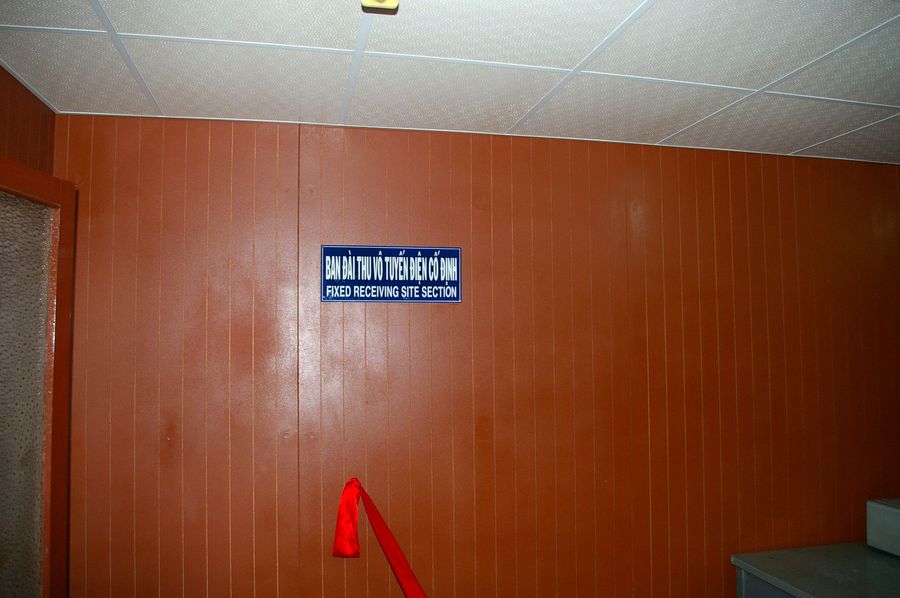 BAN ĐÀI THU VÔ TUYẾN ĐIỆN CỐ ĐỊNH
FIXED RECEIVING SITE SECTION